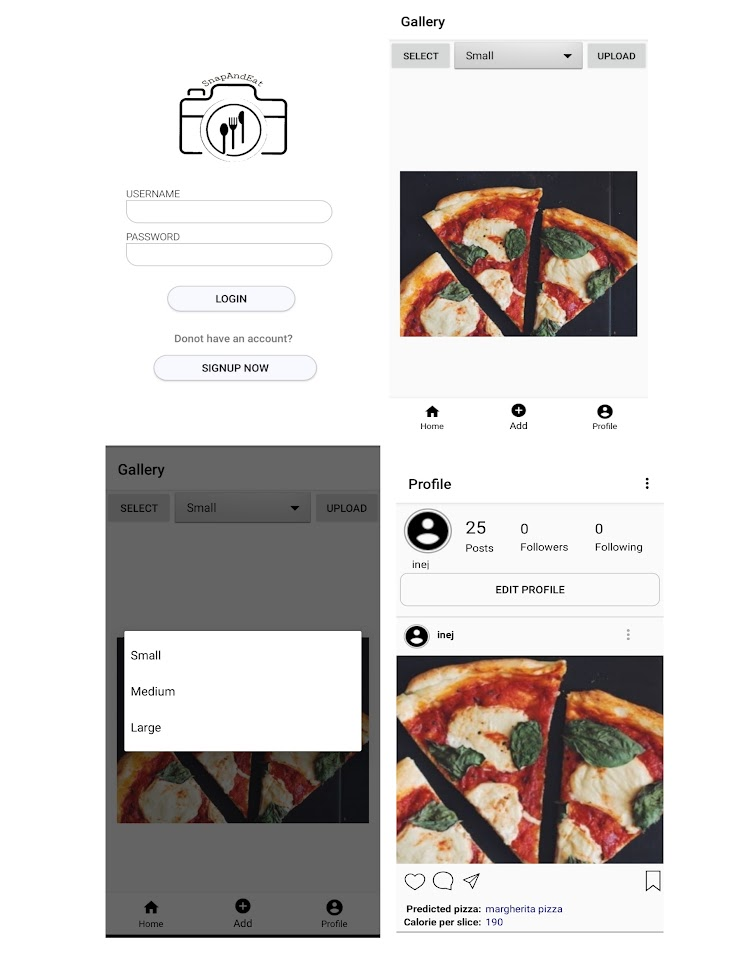 SnapAndEat
USERNAME
PASSWORD
LOGIN
Donot have an account?
SIGNUP NOW
Gallery
SELECT Small UPLOAD
Home Add Profile
Gallery
SELECT Small UPLOAD
Small
Medium
Large
Home Add Profile
Profile
25 0 0
Posts Followers Following
inej
EDIT PROFILE
inej
Predicted pizza: margherita pizza
Calorie per slice: 190